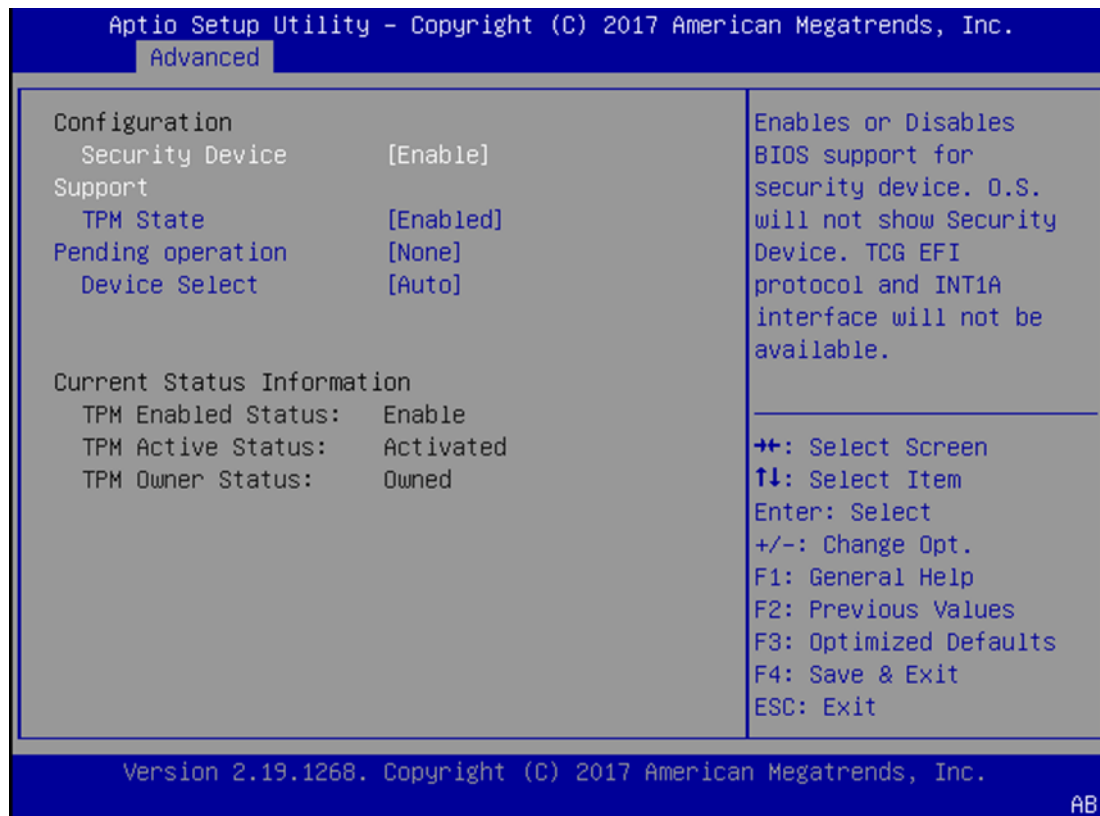 Aptio Setup Utility – Copyright (C) 2017 American Megatrends, Inc.
Advanced
Configuration
Security Device [Enable]
Support
TPM State [Enabled]
Pending operation [None]
Device Select [Auto]
Current Status Information
TPM Enabled Status: Enable
TPM Active Status: Activated
TPM Owner Status: Owned
Enables or Disables
BIOS support for
security device. O.S.
will not show Security
Device. TCG EFI
protocol and INT1A
interface will not be
available.
→←: Select Screen
↑↓: Select Item
Enter: Select
+/-: Change Opt.
F1: General Help
F2: Previous Values
F3: Optimized Defaults
F4: Save & Exit
ESC: Exit
Version 2.19.1268. Copyright (C) 2017 American Megatrends, Inc.
AB